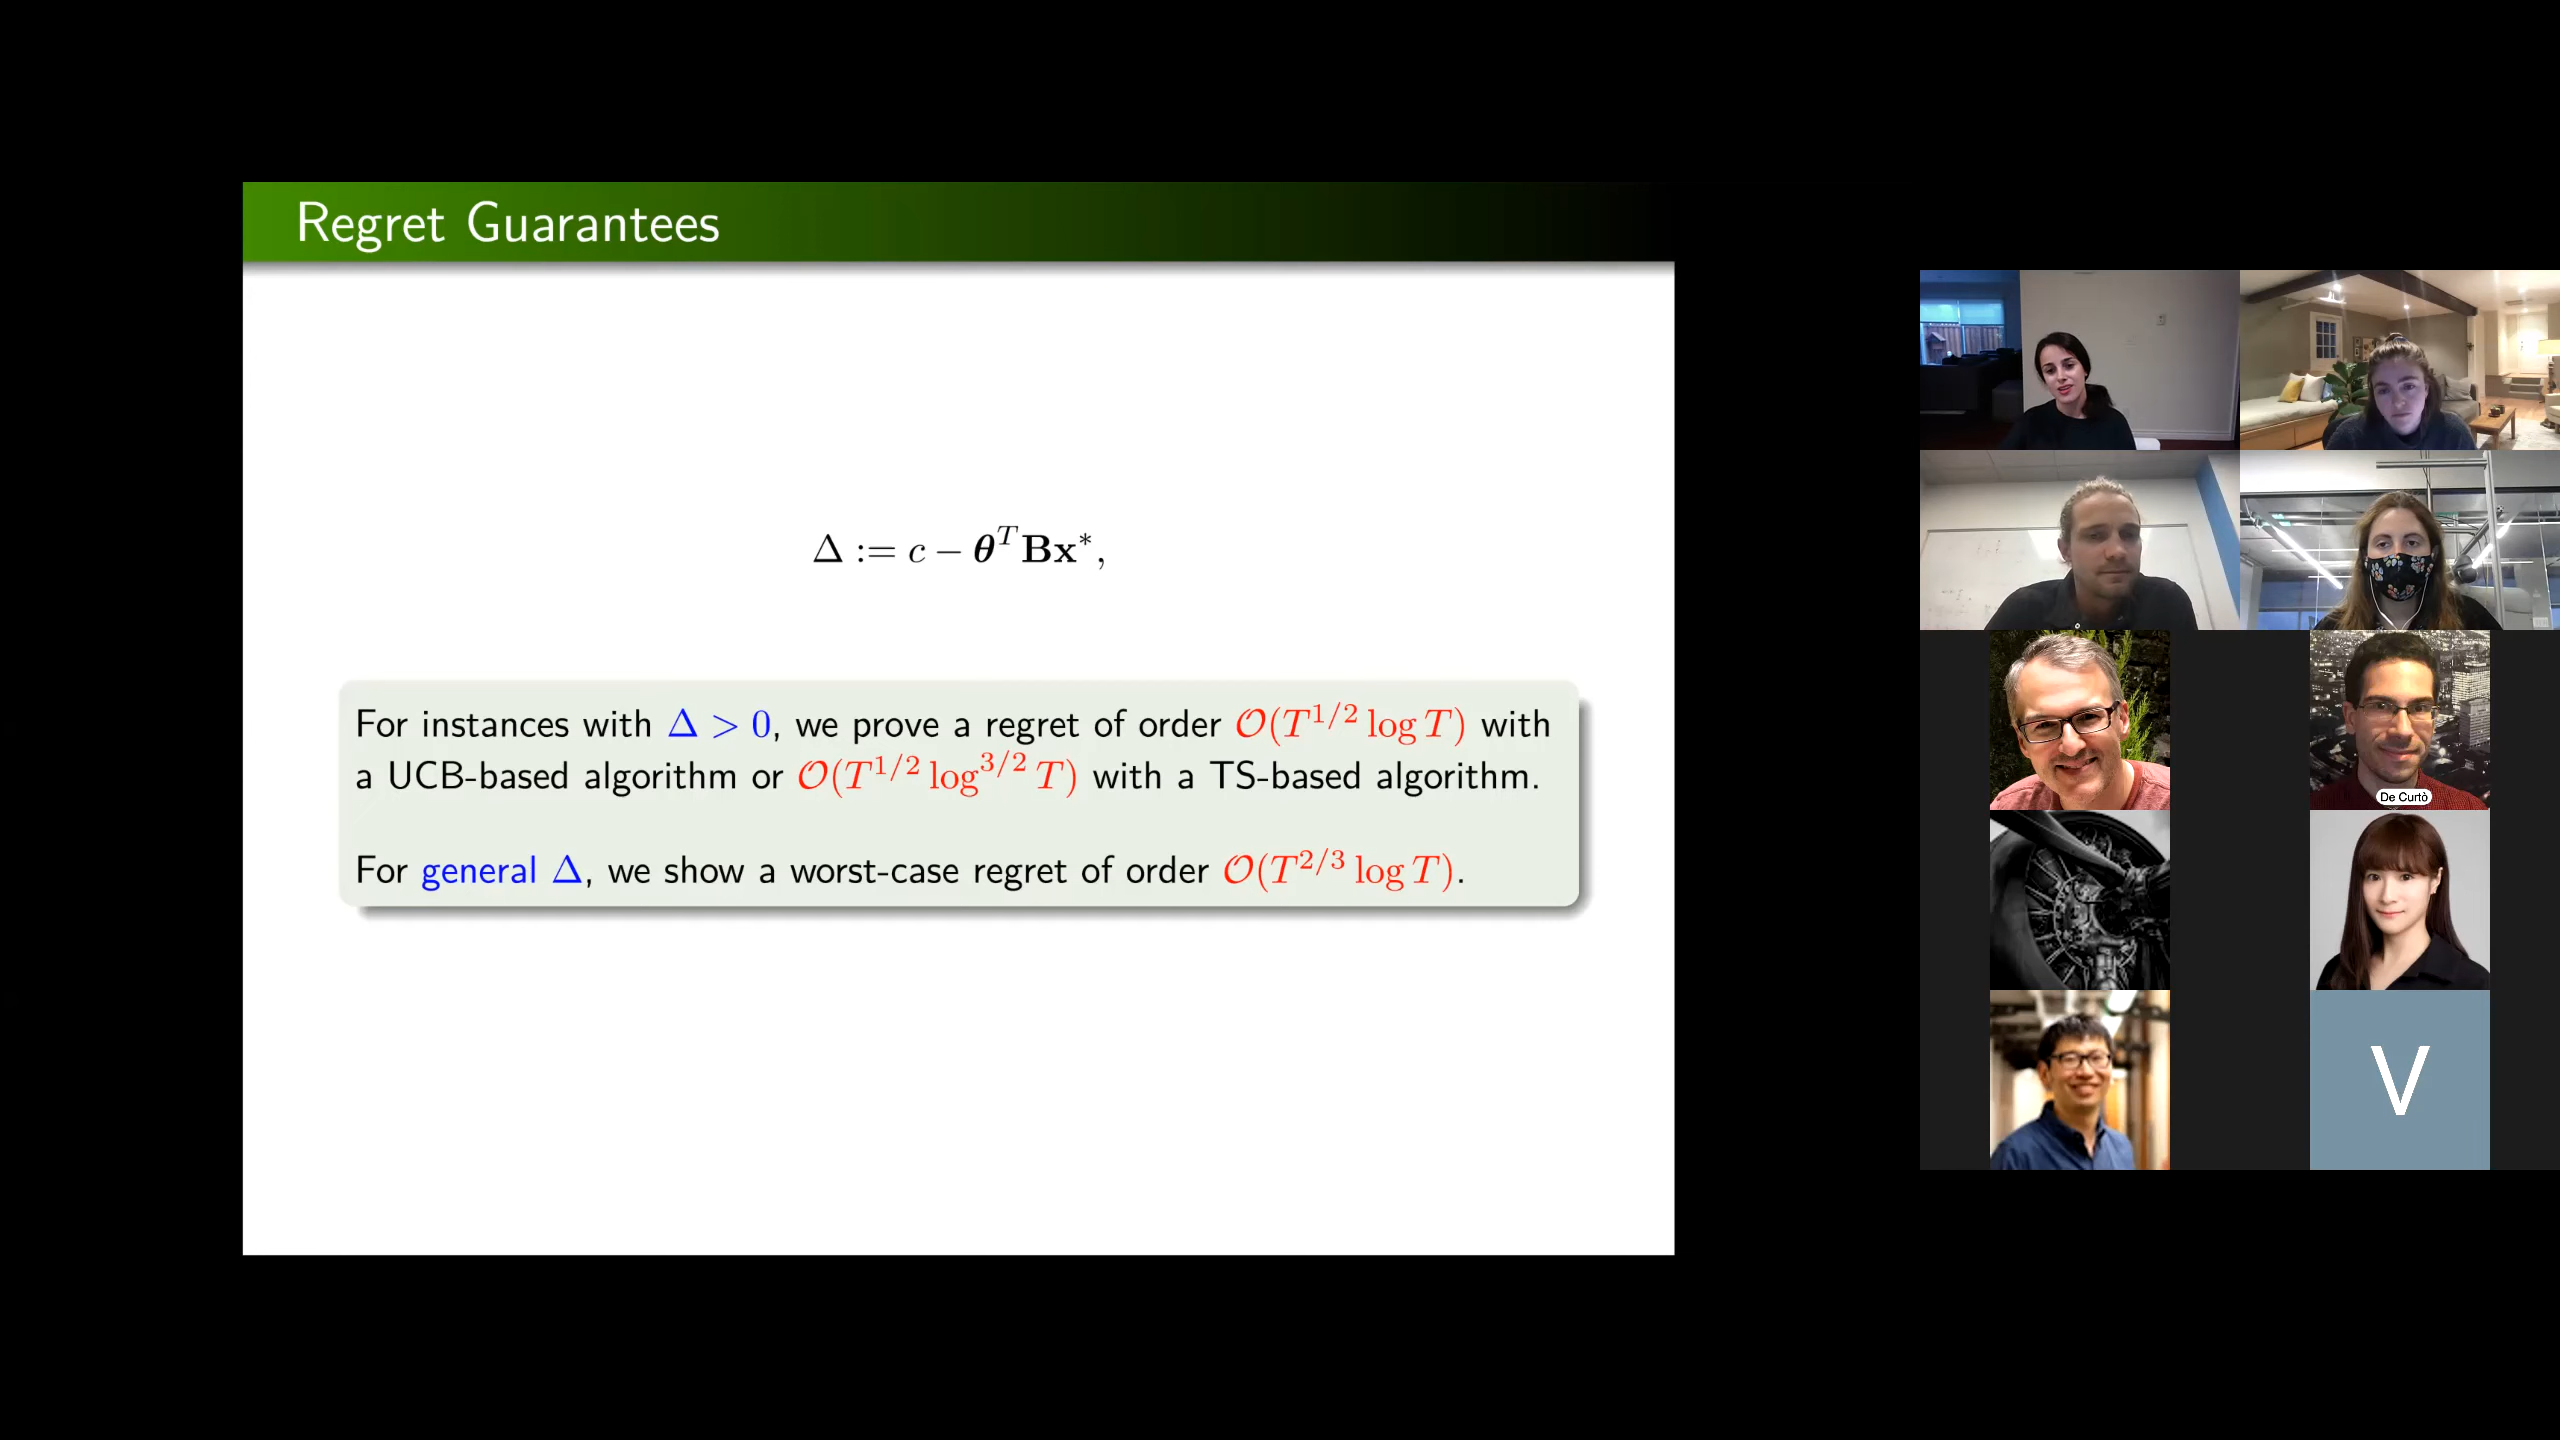 Regret Guarantees
Δ := c − θᵀBx*,
For instances with Δ > 0, we prove a regret of order 𝒪(T^{1/2} log T) with
a UCB-based algorithm or 𝒪(T^{1/2} log^{3/2} T) with a TS-based algorithm.
For general Δ, we show a worst-case regret of order 𝒪(T^{2/3} log T).
De Curtò
V